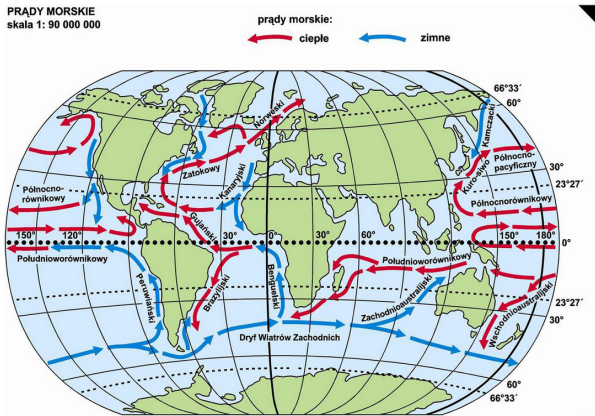 PRĄDY MORSKIE
skala 1: 90 000 000
prądy morskie:
ciepłe
zimne
66°33´
60°
Norweski
Kamczacki
Zatokowy
Północno-
pacyficzny
Kuro-siwo
30°
Kanaryjski
23°27´
Północno-
równikowy
Północnorównikowy
Gujański
150°
120°
60°
30°
0°
30°
60°
90°
150°
180°
0°
Południoworównikowy
Południoworównikowy
Peruwiański
Brazylijski
Benguelski
Zachodnioaustralijski
Wschodnioaustralijski
23°27´
30°
Dryf Wiatrów Zachodnich
60°
66°33´